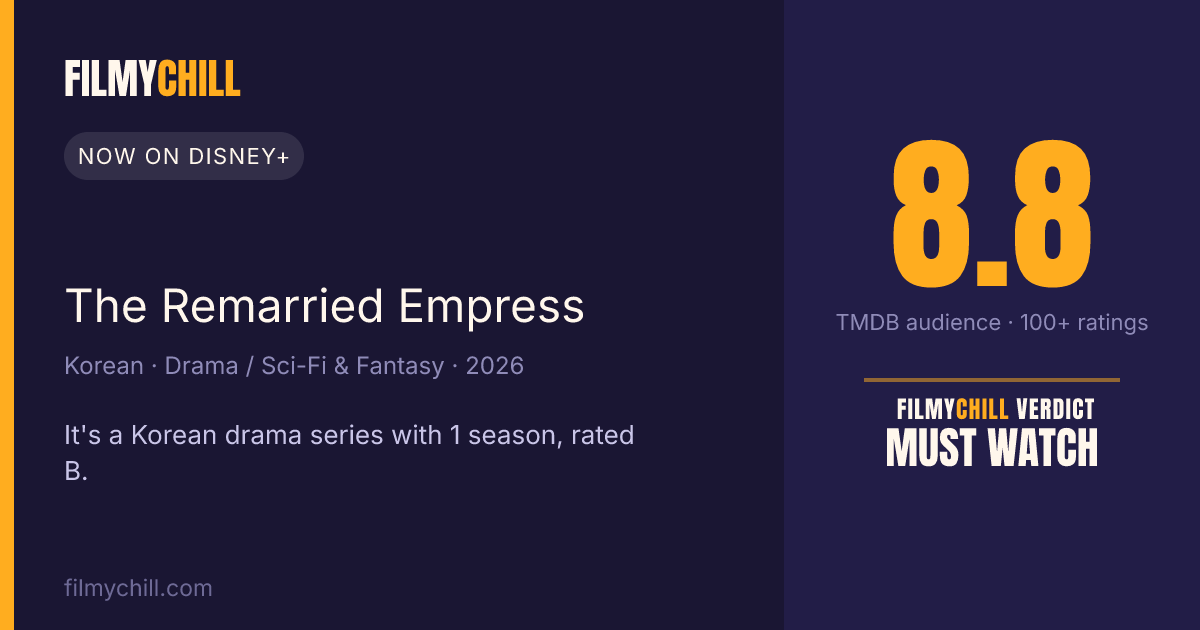 FILMYCHILL
NOW ON DISNEY+
The Remarried Empress
Korean · Drama / Sci-Fi & Fantasy · 2026
It's a Korean drama series with 1 season, rated
B.
filmychill.com
8.8
TMDB audience · 100+ ratings
FILMYCHILL VERDICT
MUST WATCH